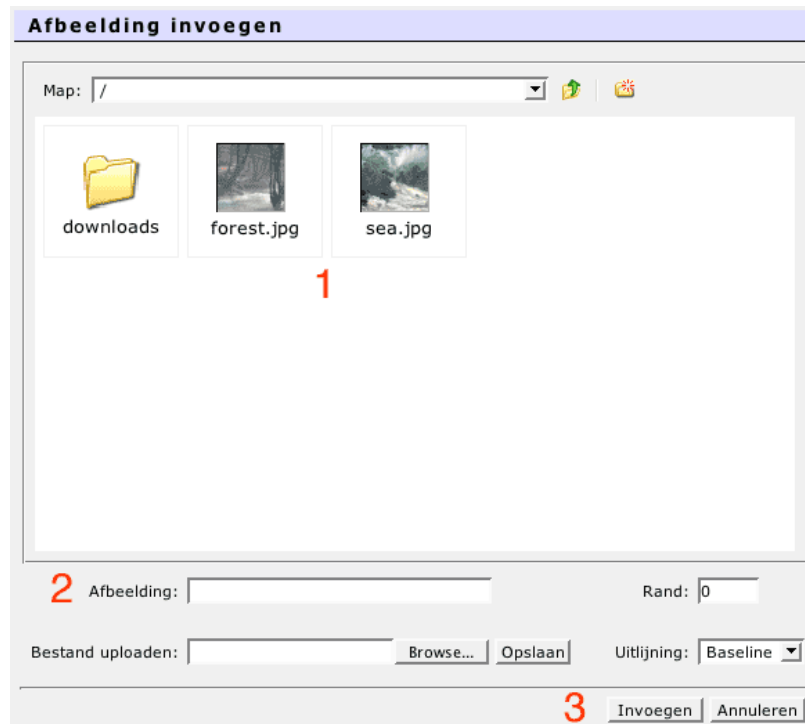 Afbeelding invoegen
Map: /
downloads forest.jpg sea.jpg
1
2 Afbeelding: Rand: 0
Bestand uploaden: Browse... Opslaan Uitlijning: Baseline
3 Invoegen Annuleren